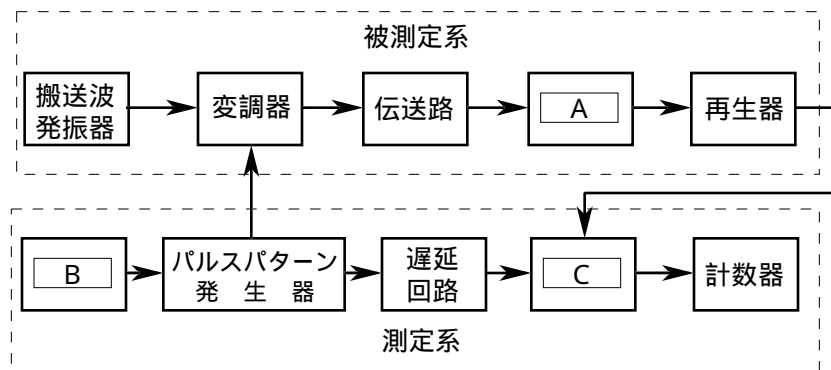 被測定系
搬送波
発振器
変調器
伝送路
A
再生器
B
パルスパターン
発生器
遅延
回路
C
計数器
測定系